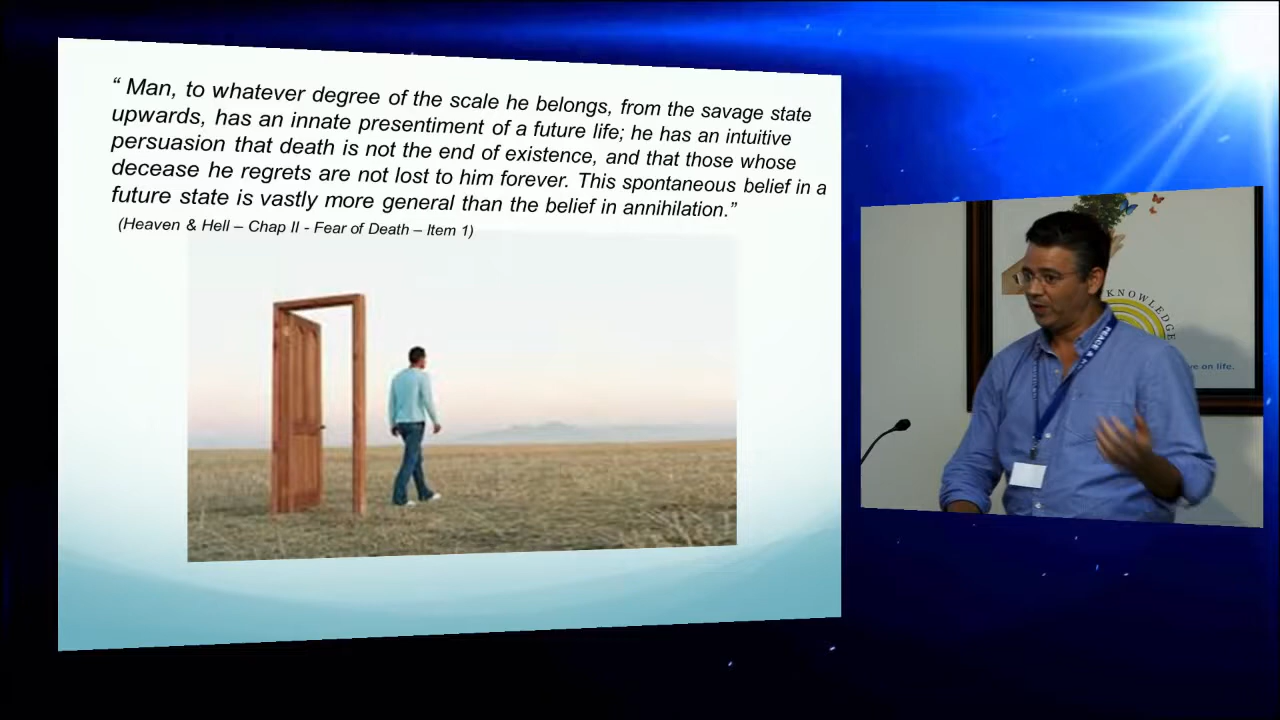 “ Man, to whatever degree of the scale he belongs, from the savage state
upwards, has an innate presentiment of a future life; he has an intuitive
persuasion that death is not the end of existence, and that those whose
decease he regrets are not lost to him forever. This spontaneous belief in a
future state is vastly more general than the belief in annihilation.”
(Heaven & Hell – Chap II - Fear of Death – Item 1)
KNOWLEDGE
PEACE &
on life.